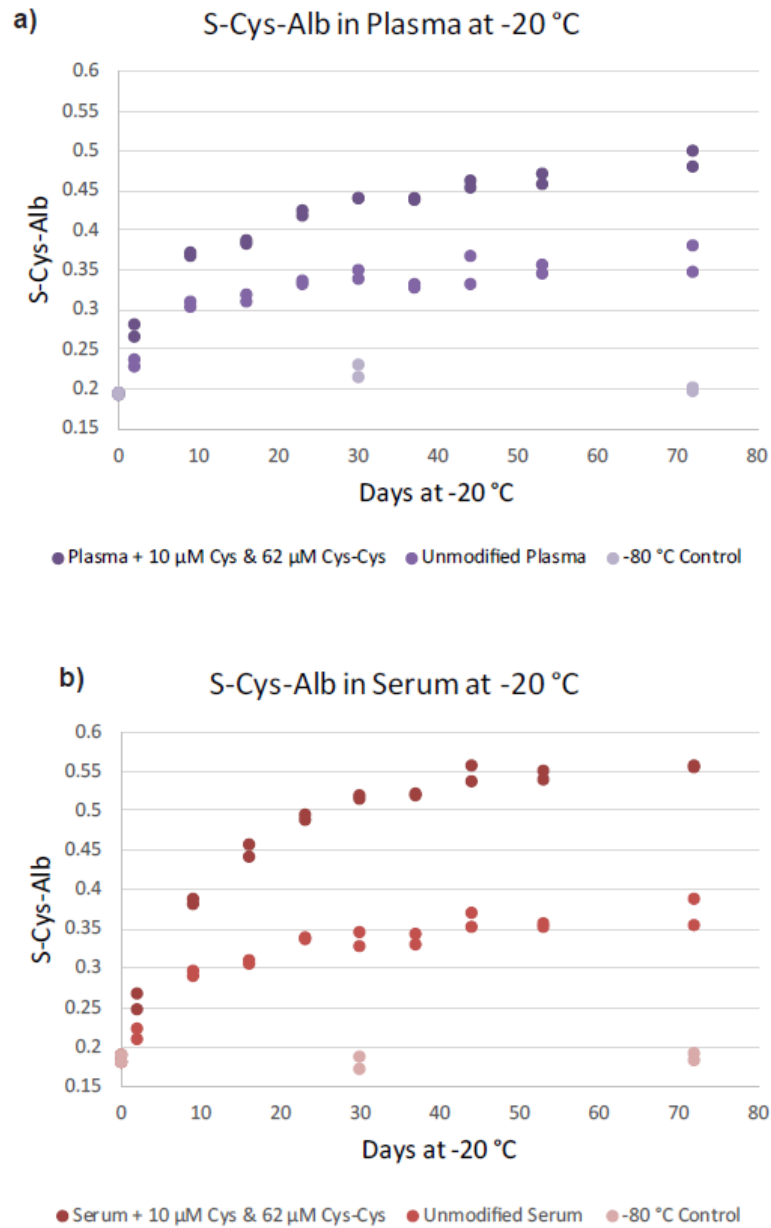 a)
S-Cys-Alb in Plasma at -20 °C
0.6
0.55
0.5
0.45
0.4
0.35
0.3
0.25
0.2
0.15
S-Cys-Alb
0 10 20 30 40 50 60 70 80
Days at -20 °C
Plasma + 10 µM Cys & 62 µM Cys-Cys Unmodified Plasma -80 °C Control
b)
S-Cys-Alb in Serum at -20 °C
0.6
0.55
0.5
0.45
0.4
0.35
0.3
0.25
0.2
0.15
S-Cys-Alb
0 10 20 30 40 50 60 70 80
Days at -20 °C
Serum + 10 µM Cys & 62 µM Cys-Cys Unmodified Serum -80 °C Control